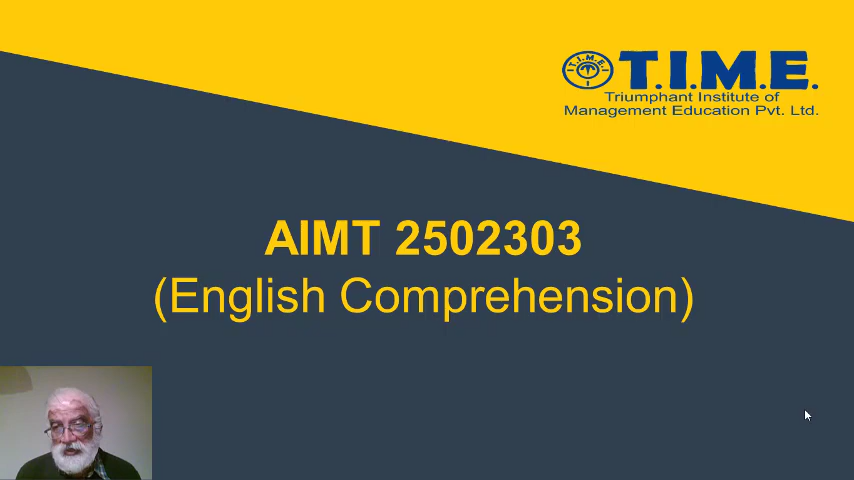 T.I.M.E.
T.I.M.E.
Triumphant Institute of
Management Education Pvt. Ltd.
AIMT 2502303
(English Comprehension)